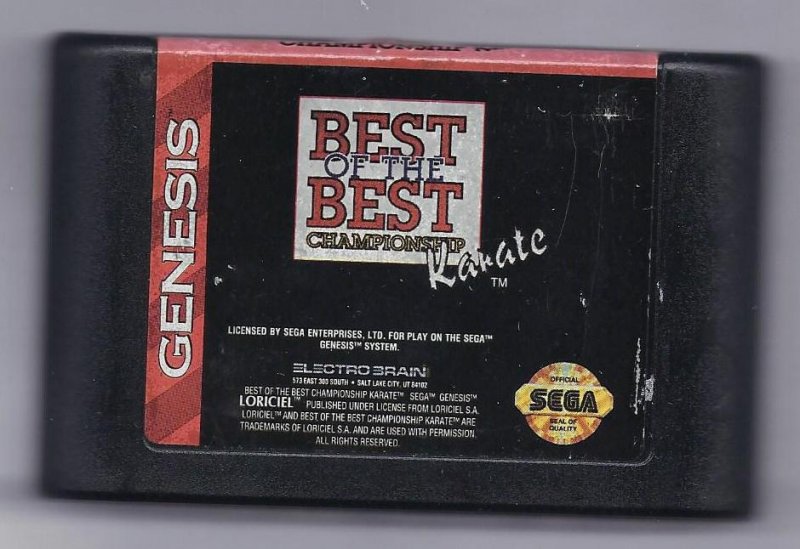 CHAMPIONSHIP
GENESIS
BEST
OF THE
BEST
CHAMPIONSHIP
Karate
TM
LICENSED BY SEGA ENTERPRISES, LTD. FOR PLAY ON THE SEGA™
GENESIS™ SYSTEM.
ELECTRO BRAIN
573 EAST 300 SOUTH • SALT LAKE CITY, UT 84102
BEST OF THE BEST CHAMPIONSHIP KARATE™ SEGA™ GENESIS™
LORICIEL™ PUBLISHED UNDER LICENSE FROM LORICIEL S.A.
LORICIEL™ AND BEST OF THE BEST CHAMPIONSHIP KARATE™ ARE
TRADEMARKS OF LORICIEL S.A. AND ARE USED WITH PERMISSION.
ALL RIGHTS RESERVED.
OFFICIAL
SEGA
SEAL OF
QUALITY